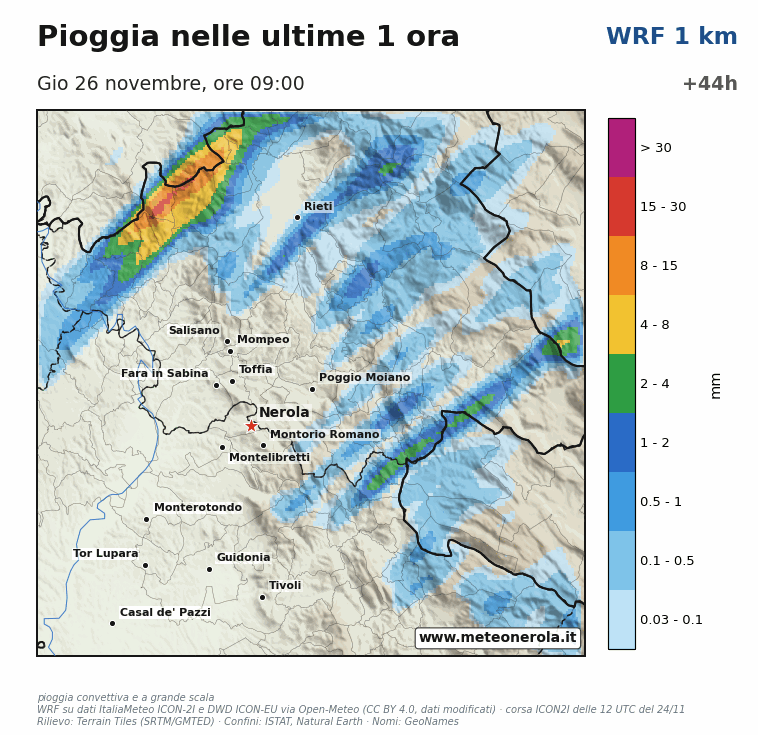 Pioggia nelle ultime 1 ora
WRF 1 km
Gio 26 novembre, ore 09:00
+44h
> 30
15 - 30
8 - 15
4 - 8
2 - 4
1 - 2
0.5 - 1
0.1 - 0.5
0.03 - 0.1
mm
Rieti
Salisano
Mompeo
Toffia
Fara in Sabina
Poggio Moiano
Nerola
Montorio Romano
Montelibretti
Monterotondo
Tor Lupara
Guidonia
Tivoli
Casal de' Pazzi
www.meteonerola.it
pioggia convettiva e a grande scala
WRF su dati ItaliaMeteo ICON-2I e DWD ICON-EU via Open-Meteo (CC BY 4.0, dati modificati) · corsa ICON2I delle 12 UTC del 24/11
Rilievo: Terrain Tiles (SRTM/GMTED) · Confini: ISTAT, Natural Earth · Nomi: GeoNames